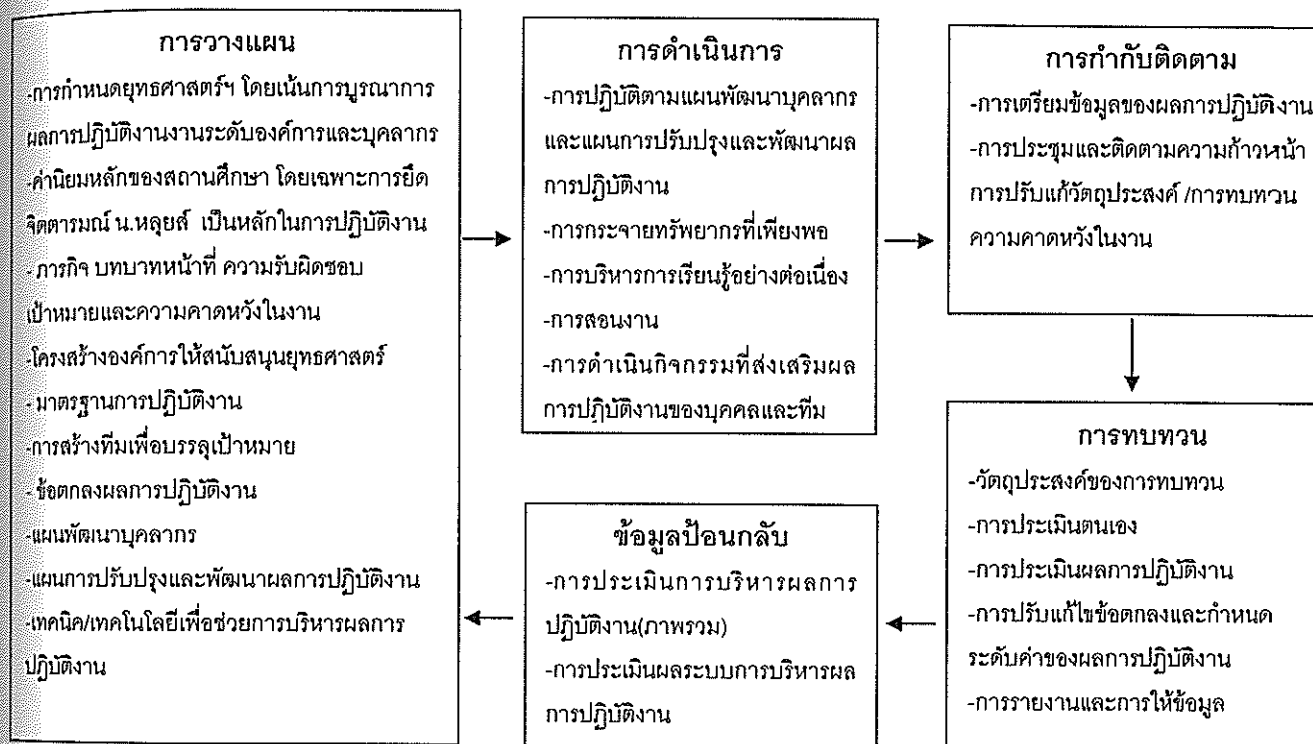 การวางแผน
-การกำหนดยุทธศาสตร์ฯ โดยเน้นการบูรณาการ
ผลการปฏิบัติงานงานระดับองค์การและบุคลากร
-ค่านิยมหลักของสถานศึกษา โดยเฉพาะการยึด
จิตตารมณ์ น.หลุยส์ เป็นหลักในการปฏิบัติงาน
-ภารกิจ บทบาทหน้าที่ ความรับผิดชอบ
เป้าหมายและความคาดหวังในงาน
-โครงสร้างองค์การให้สนับสนุนยุทธศาสตร์
-มาตรฐานการปฏิบัติงาน
-การสร้างทีมเพื่อบรรลุเป้าหมาย
-ข้อตกลงผลการปฏิบัติงาน
-แผนพัฒนาบุคลากร
-แผนการปรับปรุงและพัฒนาผลการปฏิบัติงาน
-เทคนิค/เทคโนโลยีเพื่อช่วยการบริหารผลการ
ปฏิบัติงาน
การดำเนินการ
-การปฏิบัติตามแผนพัฒนาบุคลากร
และแผนการปรับปรุงและพัฒนาผล
การปฏิบัติงาน
-การกระจายทรัพยากรที่เพียงพอ
-การบริหารการเรียนรู้อย่างต่อเนื่อง
-การสอนงาน
-การดำเนินกิจกรรมที่ส่งเสริมผล
การปฏิบัติงานของบุคคลและทีม
การกำกับติดตาม
-การเตรียมข้อมูลของผลการปฏิบัติงาน
-การประชุมและติดตามความก้าวหน้า
การปรับแก้วัตถุประสงค์ /การทบทวน
ความคาดหวังในงาน
การทบทวน
-วัตถุประสงค์ของการทบทวน
-การประเมินตนเอง
-การประเมินผลการปฏิบัติงาน
-การปรับแก้ไขข้อตกลงและกำหนด
ระดับค่าของผลการปฏิบัติงาน
-การรายงานและการให้ข้อมูล
ข้อมูลป้อนกลับ
-การประเมินการบริหารผลการ
ปฏิบัติงาน(ภาพรวม)
-การประเมินผลระบบการบริหารผล
การปฏิบัติงาน